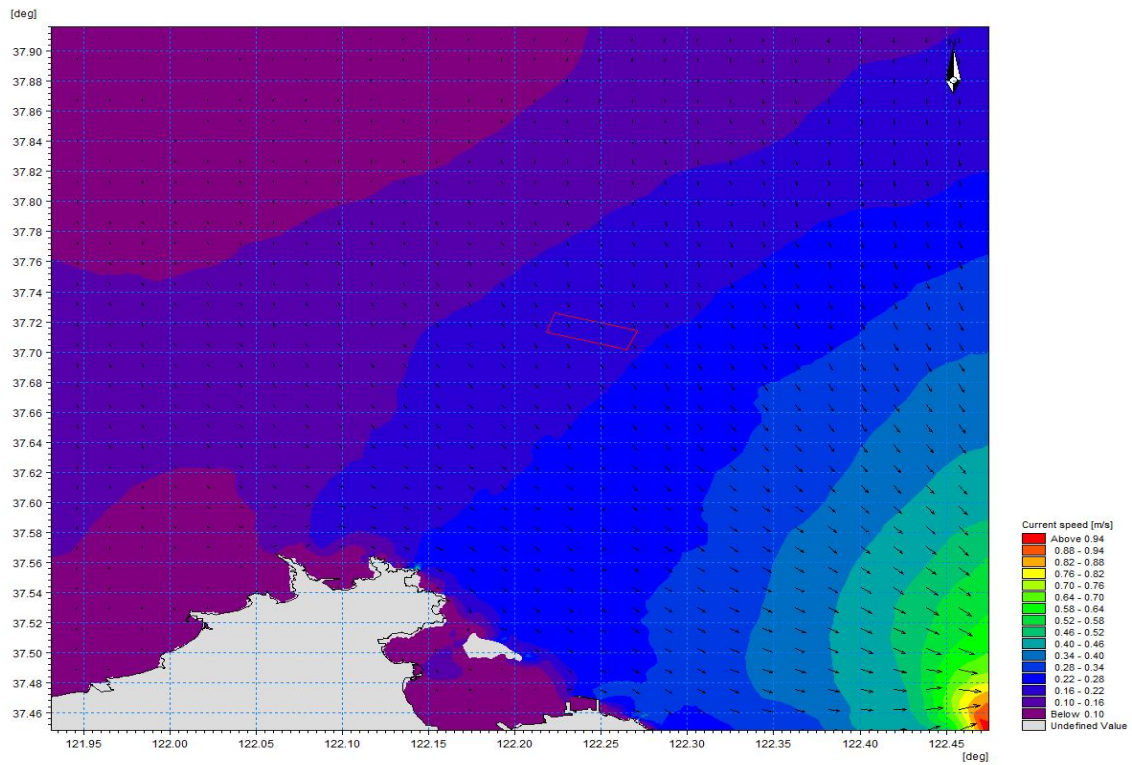 [deg]
37.90
37.88
37.86
37.84
37.82
37.80
37.78
37.76
37.74
37.72
37.70
37.68
37.66
37.64
37.62
37.60
37.58
37.56
37.54
37.52
37.50
37.48
37.46
121.95 122.00 122.05 122.10 122.15 122.20 122.25 122.30 122.35 122.40 122.45
[deg]
N
Current speed [m/s]
Above 0.94
0.88 - 0.94
0.82 - 0.88
0.76 - 0.82
0.70 - 0.76
0.64 - 0.70
0.58 - 0.64
0.52 - 0.58
0.46 - 0.52
0.40 - 0.46
0.34 - 0.40
0.28 - 0.34
0.22 - 0.28
0.16 - 0.22
0.10 - 0.16
Below 0.10
Undefined Value